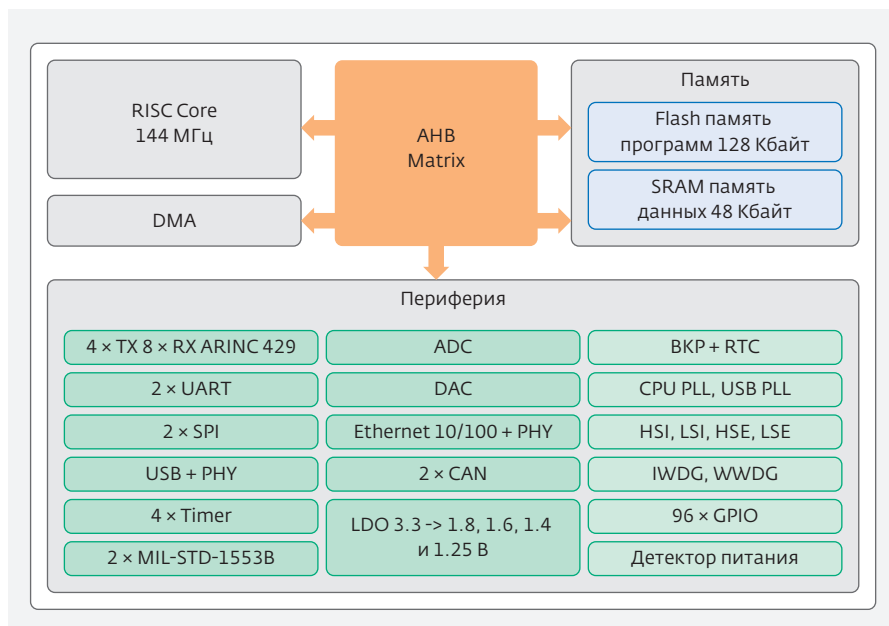 RISC Core
144 МГц
DMA
AHB
Matrix
Память
Flash память
программ 128 Кбайт
SRAM память
данных 48 Кбайт
Периферия
4 × TX 8 × RX ARINC 429
2 × UART
2 × SPI
USB + PHY
4 × Timer
2 × MIL-STD-1553B
ADC
DAC
Ethernet 10/100 + PHY
2 × CAN
LDO 3.3 -> 1.8, 1.6, 1.4
и 1.25 В
BKP + RTC
CPU PLL, USB PLL
HSI, LSI, HSE, LSE
IWDG, WWDG
96 × GPIO
Детектор питания